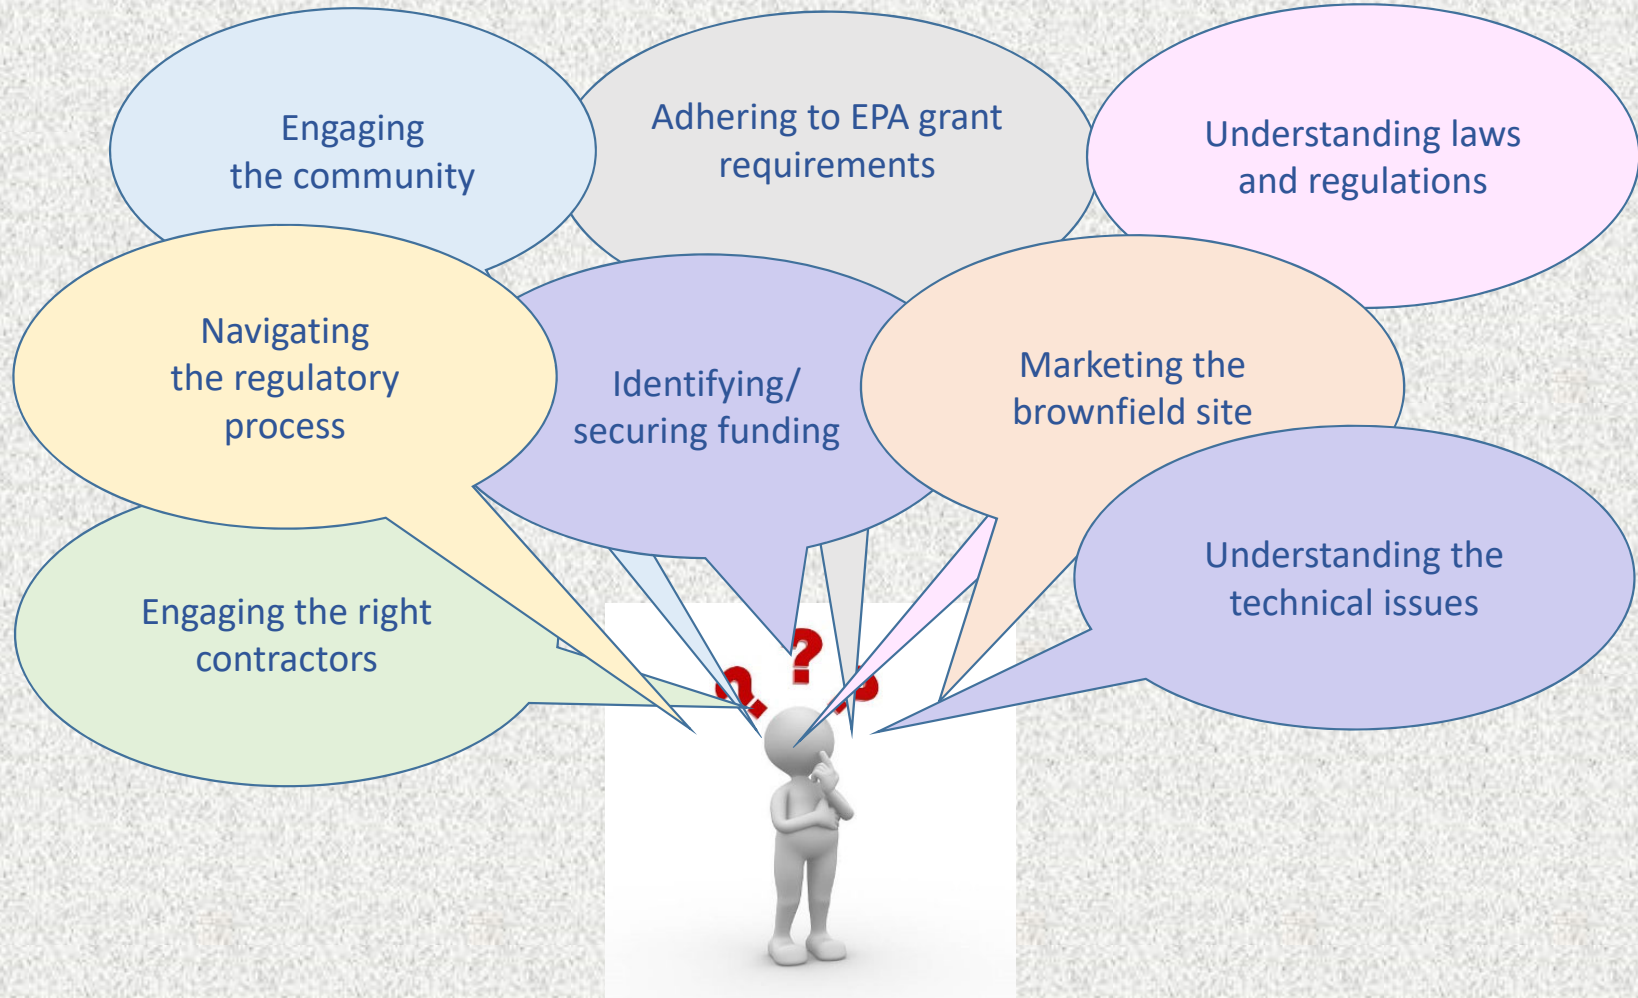 Engaging
the community
Adhering to EPA grant
requirements
Understanding laws
and regulations
Navigating
the regulatory
process
Identifying/
securing funding
Marketing the
brownfield site
Engaging the right
contractors
Understanding the
technical issues
? ? ?